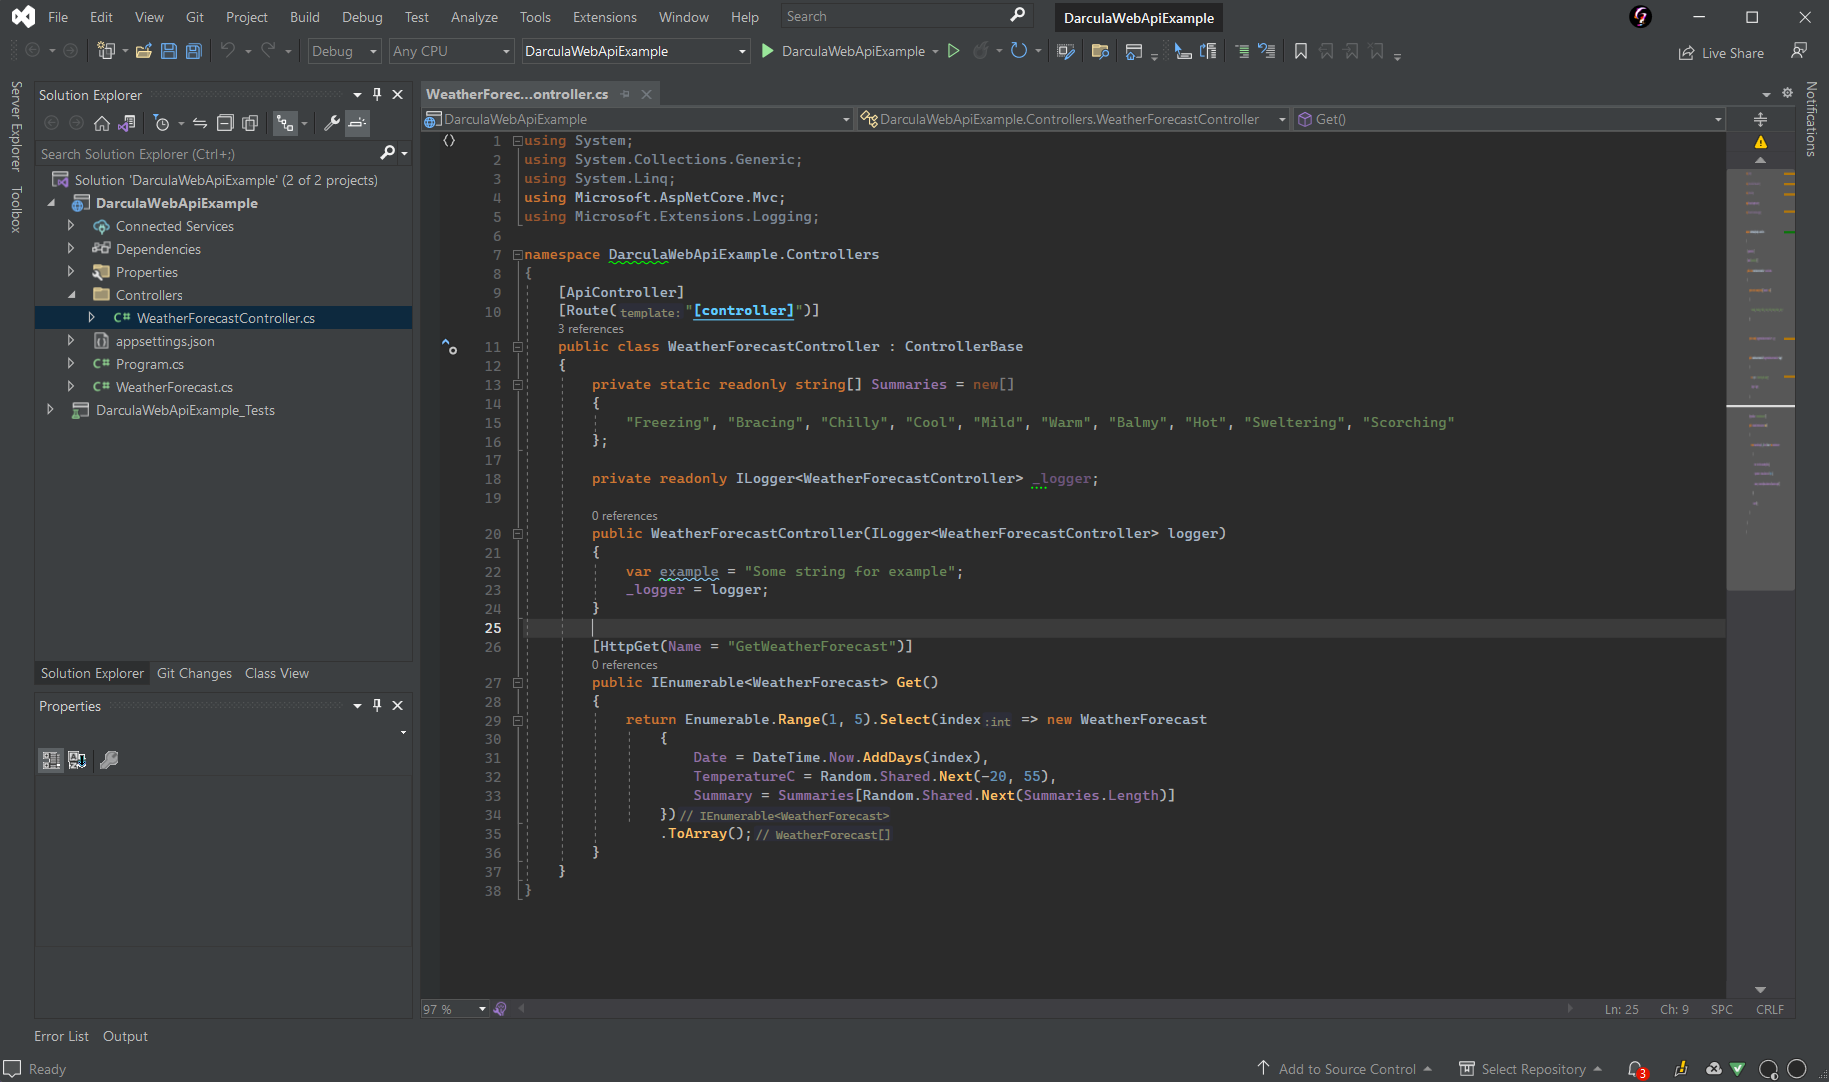 File Edit View Git Project Build Debug Test Analyze Tools Extensions Window Help Search DarculaWebApiExample
Debug Any CPU DarculaWebApiExample DarculaWebApiExample Live Share
Server Explorer
Toolbox
Solution Explorer
Search Solution Explorer (Ctrl+;)
Solution 'DarculaWebApiExample' (2 of 2 projects)
DarculaWebApiExample
Connected Services
Dependencies
Properties
Controllers
C# WeatherForecastController.cs
appsettings.json
C# Program.cs
C# WeatherForecast.cs
DarculaWebApiExample_Tests
Solution Explorer Git Changes Class View
Properties
WeatherForec...ontroller.cs
DarculaWebApiExample DarculaWebApiExample.Controllers.WeatherForecastController Get()
1 using System;
2 using System.Collections.Generic;
3 using System.Linq;
4 using Microsoft.AspNetCore.Mvc;
5 using Microsoft.Extensions.Logging;
6
7 namespace DarculaWebApiExample.Controllers
8 {
9 [ApiController]
10 [Route(template: "[controller]")]
3 references
11 public class WeatherForecastController : ControllerBase
12 {
13 private static readonly string[] Summaries = new[]
14 {
15 "Freezing", "Bracing", "Chilly", "Cool", "Mild", "Warm", "Balmy", "Hot", "Sweltering", "Scorching"
16 };
17
18 private readonly ILogger<WeatherForecastController> _logger;
19
0 references
20 public WeatherForecastController(ILogger<WeatherForecastController> logger)
21 {
22 var example = "Some string for example";
23 _logger = logger;
24 }
25
26 [HttpGet(Name = "GetWeatherForecast")]
0 references
27 public IEnumerable<WeatherForecast> Get()
28 {
29 return Enumerable.Range(1, 5).Select(index :int => new WeatherForecast
30 {
31 Date = DateTime.Now.AddDays(index),
32 TemperatureC = Random.Shared.Next(-20, 55),
33 Summary = Summaries[Random.Shared.Next(Summaries.Length)]
34 }) // IEnumerable<WeatherForecast>
35 .ToArray(); // WeatherForecast[]
36 }
37 }
38 }
97 % Ln: 25 Ch: 9 SPC CRLF
Notifications
Error List Output
Ready Add to Source Control Select Repository 3